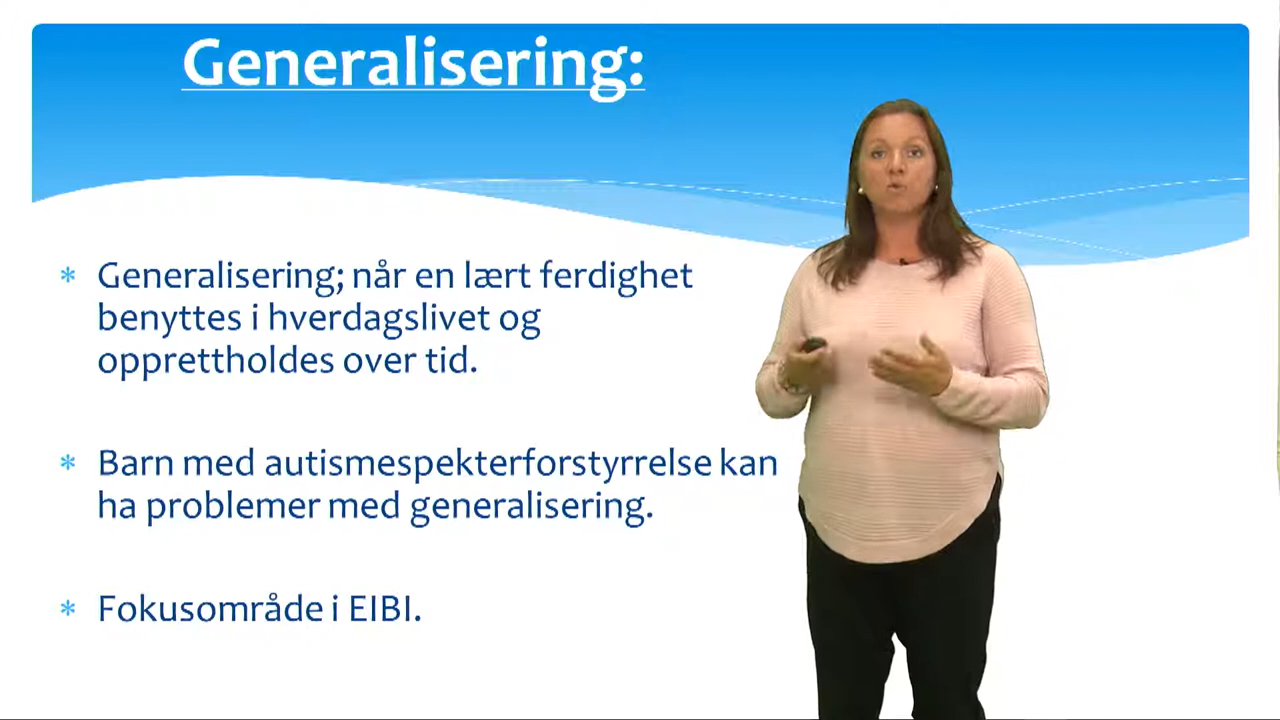 Generalisering:
* Generalisering; når en lært ferdighet
benyttes i hverdagslivet og
opprettholdes over tid.
* Barn med autismespekterforstyrrelse kan
ha problemer med generalisering.
* Fokusområde i EIBI.